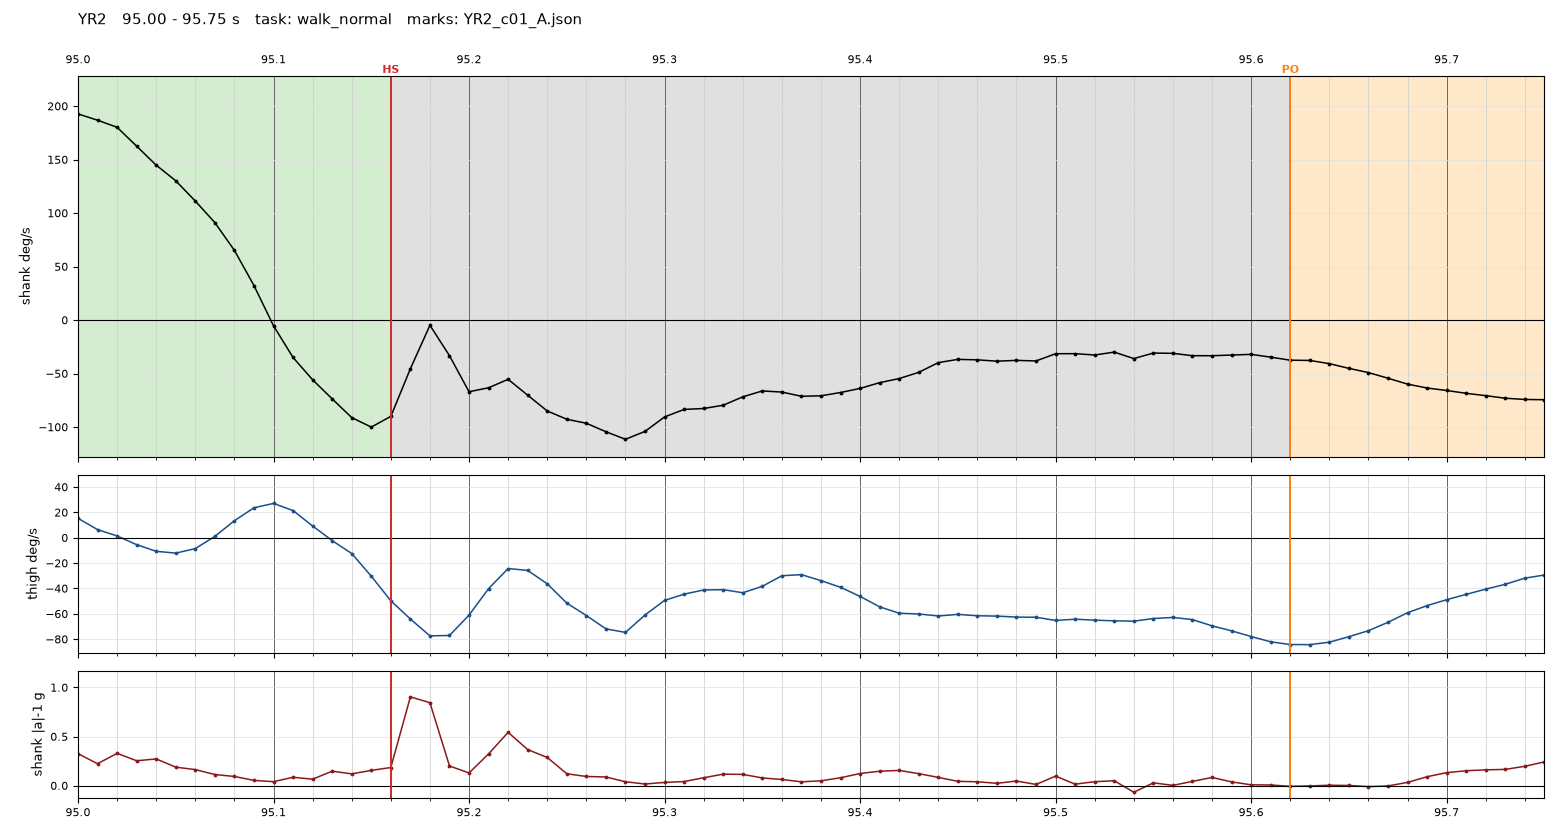 YR2   95.00 - 95.75 s   task: walk_normal   marks: YR2_c01_A.json
95.0 95.1 95.2 95.3 95.4 95.5 95.6 95.7
HS PO
200
150
100
50
0
−50
−100
shank deg/s
40
20
0
−20
−40
−60
−80
thigh deg/s
1.0
0.5
0.0
shank |a|-1 g
95.0 95.1 95.2 95.3 95.4 95.5 95.6 95.7